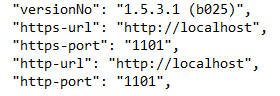 "versionNo": "1.5.3.1 (b025)",
"https-url": "http://localhost",
"https-port": "1101",
"http-url": "http://localhost",
"http-port": "1101",